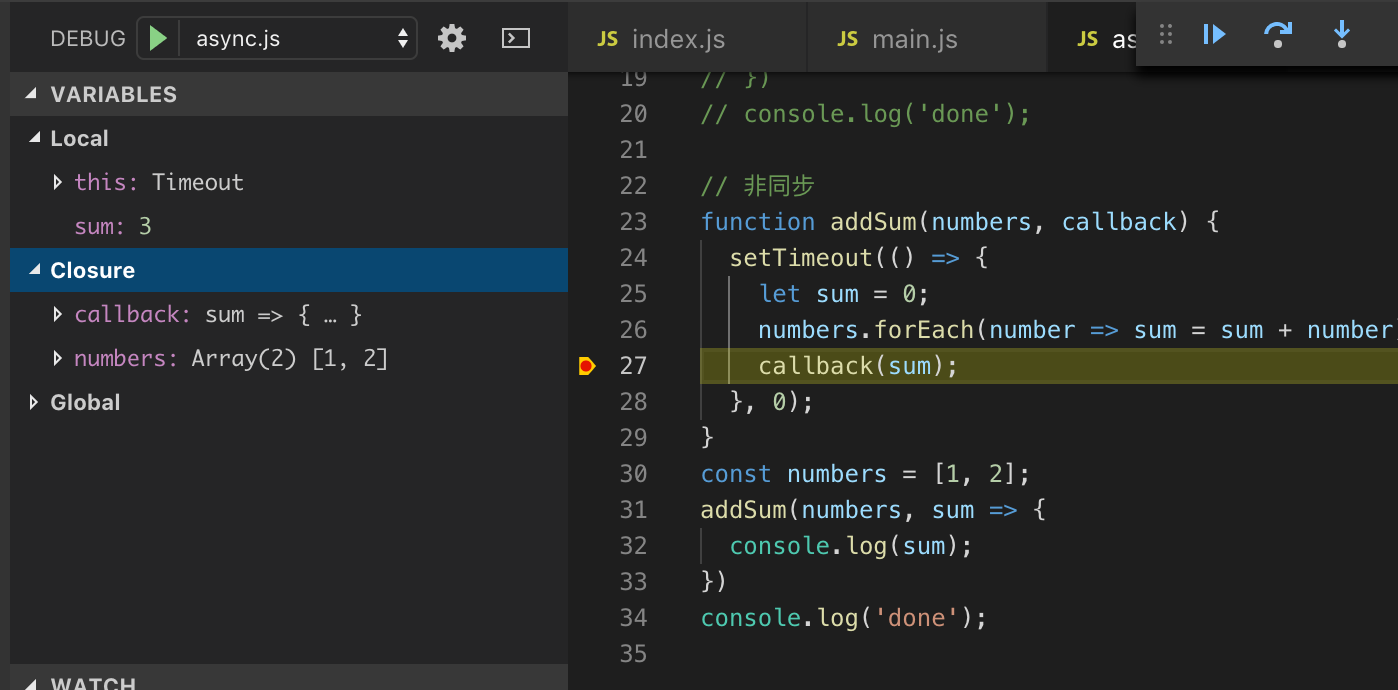 DEBUG async.js
VARIABLES
Local
this: Timeout
sum: 3
Closure
callback: sum => { … }
numbers: Array(2) [1, 2]
Global
WATCH
JS index.js JS main.js JS as
19 // })
20 // console.log('done');
21
22 // 非同步
23 function addSum(numbers, callback) {
24 setTimeout(() => {
25 let sum = 0;
26 numbers.forEach(number => sum = sum + number)
27 callback(sum);
28 }, 0);
29 }
30 const numbers = [1, 2];
31 addSum(numbers, sum => {
32 console.log(sum);
33 })
34 console.log('done');
35